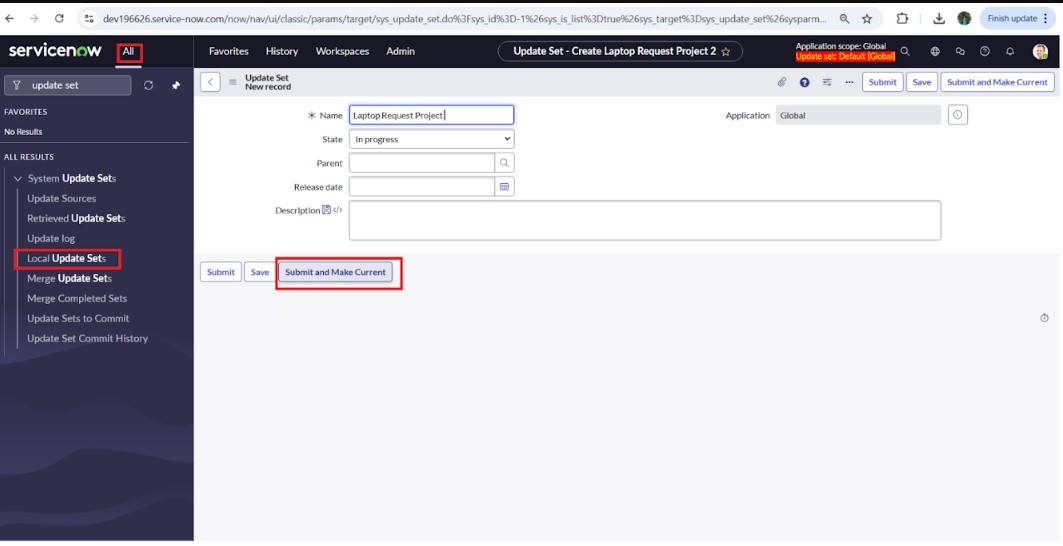 dev196626.service-now.com/now/nav/ui/classic/params/target/sys_update_set.do%3Fsys_id%3D-1%26sys_is_list%3Dtrue%26sys_target%3Dsys_update_set%26sysparm...
Finish update
servicenow All
Favorites History Workspaces Admin
Update Set - Create Laptop Request Project 2
Application scope: Global
Update set: Default [Global]
update set
FAVORITES
No Results
ALL RESULTS
System Update Sets
Update Sources
Retrieved Update Sets
Update log
Local Update Sets
Merge Update Sets
Merge Completed Sets
Update Sets to Commit
Update Set Commit History
Update Set
New record
Submit Save Submit and Make Current
Name Laptop Request Project
Application Global
State In progress
Parent
Release date
Description
Submit Save Submit and Make Current